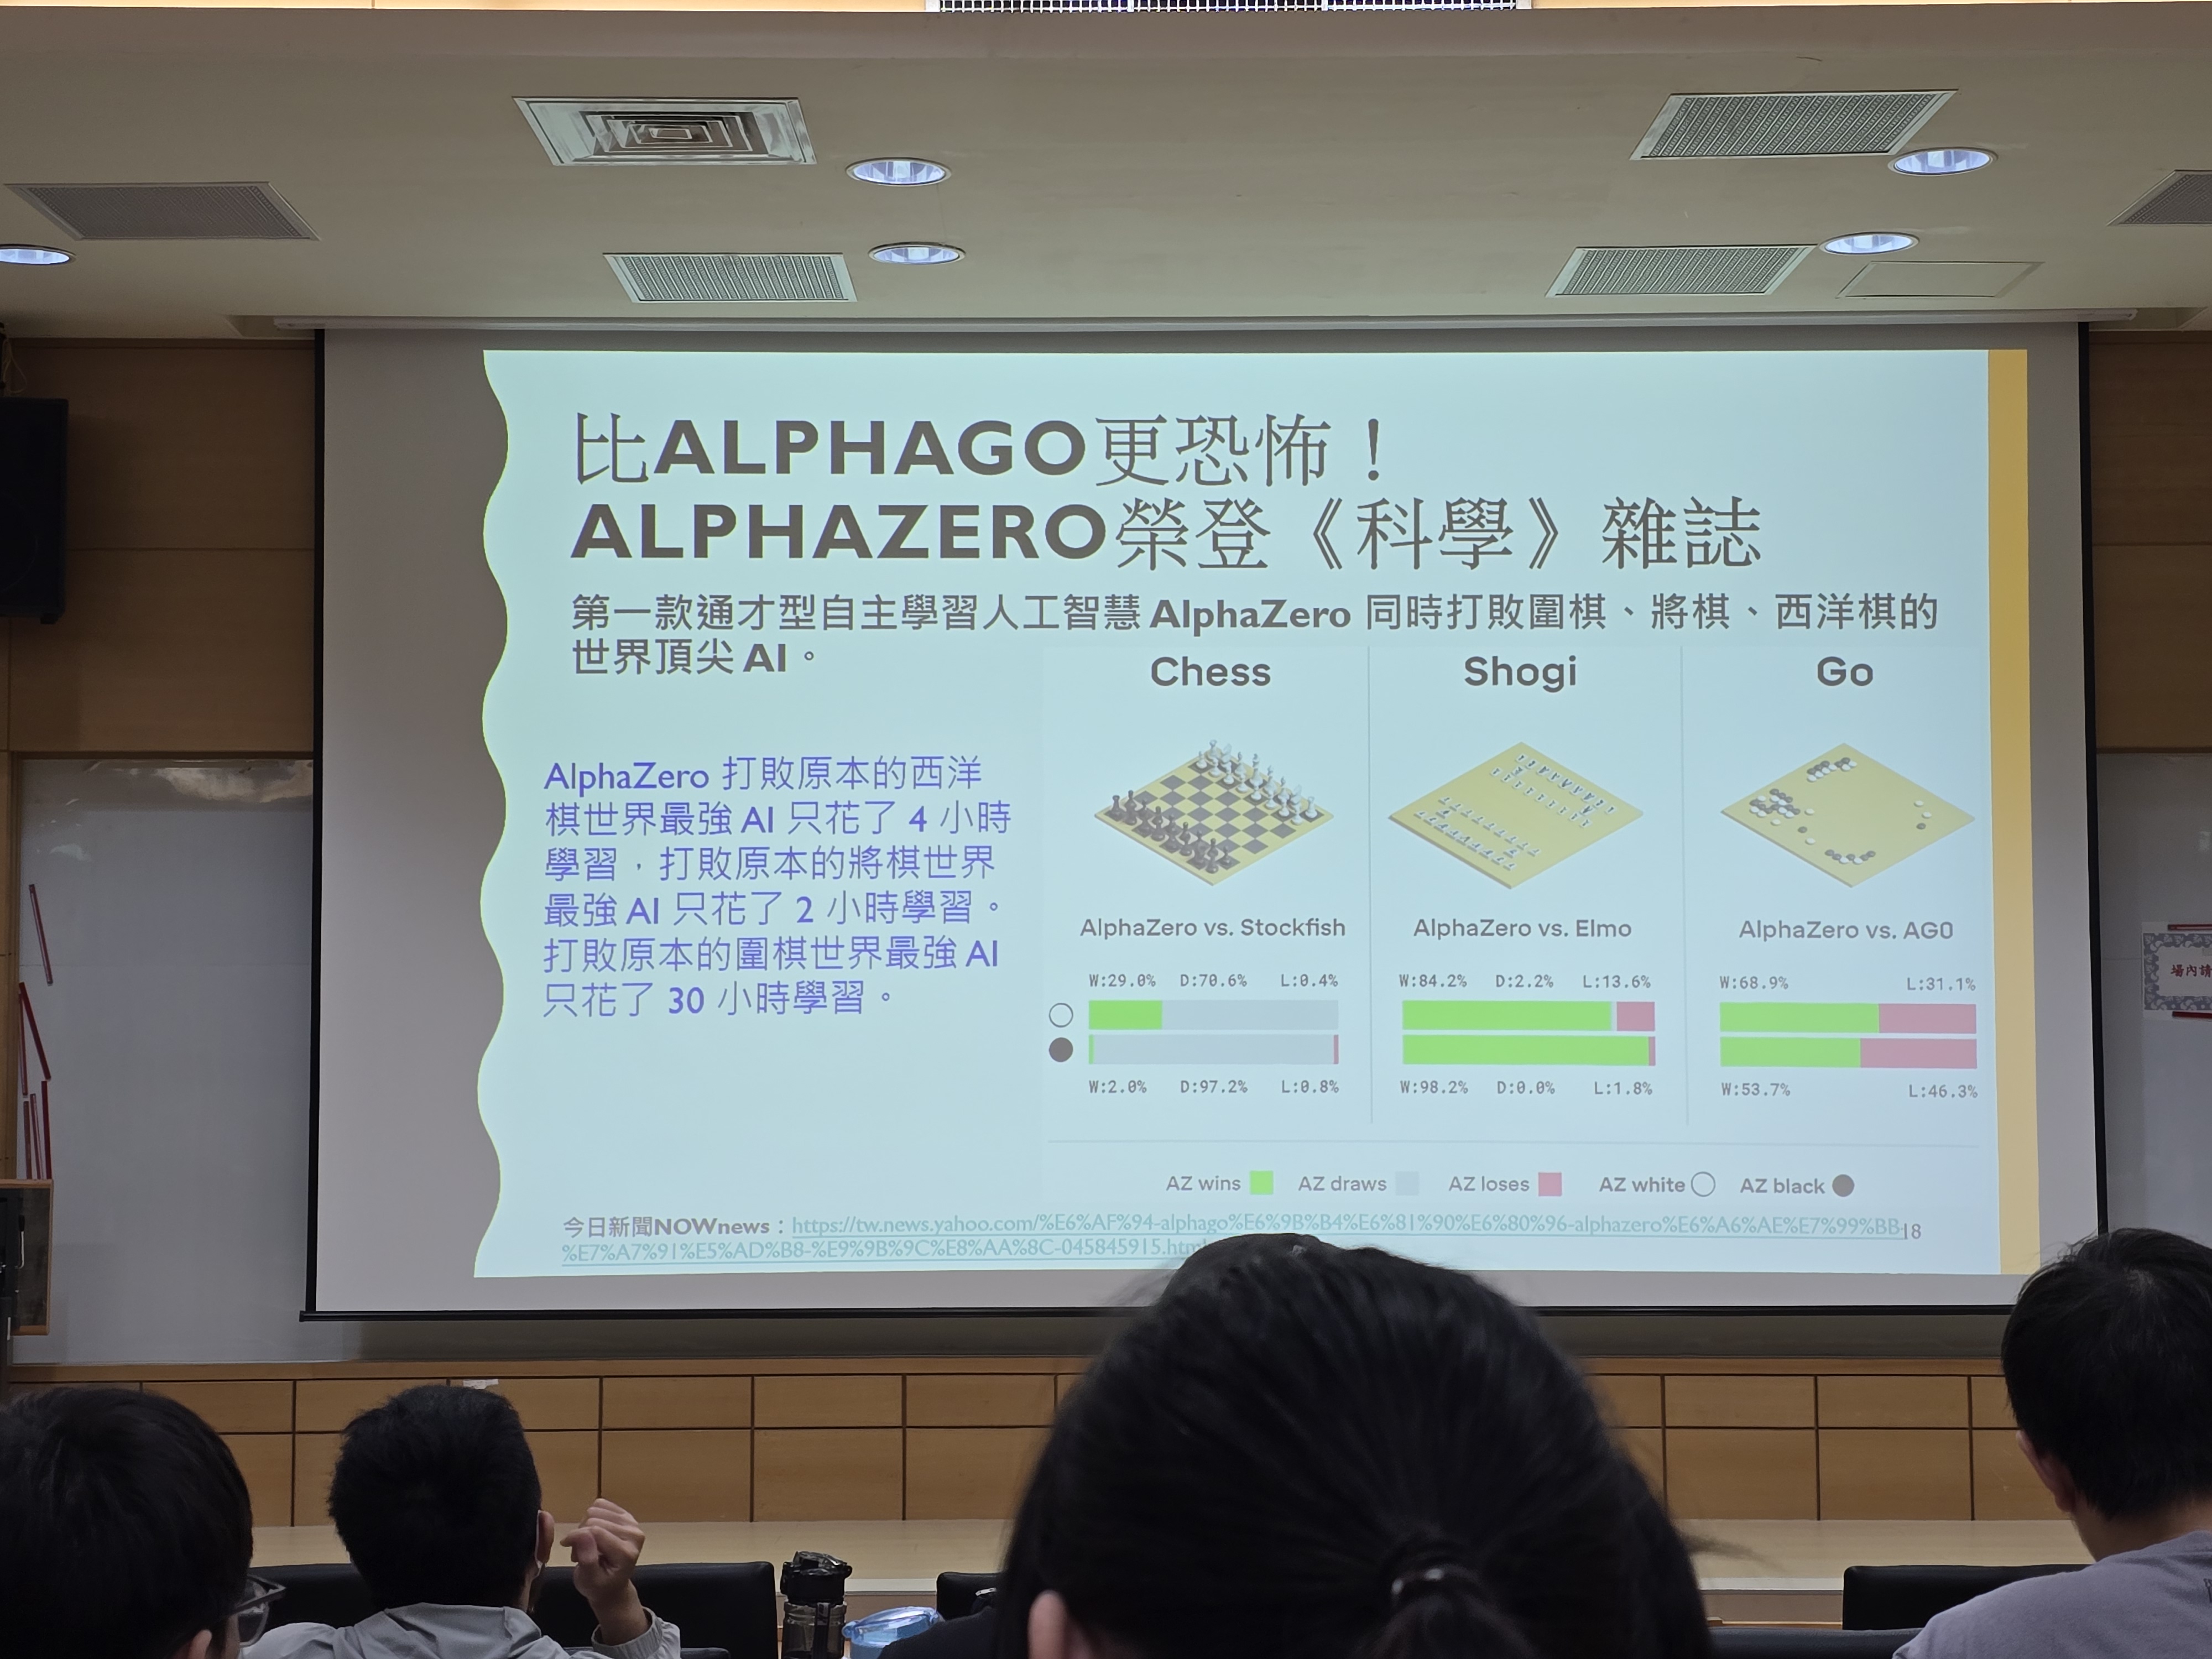 比ALPHAGO更恐怖！
ALPHAZERO榮登《科學》雜誌
第一款通才型自主學習人工智慧 AlphaZero 同時打敗圍棋、將棋、西洋棋的
世界頂尖 AI。
AlphaZero 打敗原本的西洋
棋世界最強 AI 只花了 4 小時
學習，打敗原本的將棋世界
最強 AI 只花了 2 小時學習。
打敗原本的圍棋世界最強 AI
只花了 30 小時學習。
Chess
AlphaZero vs. Stockfish
W:29.0% D:70.6% L:0.4%
W:2.0% D:97.2% L:0.8%
Shogi
AlphaZero vs. Elmo
W:84.2% D:2.2% L:13.6%
W:98.2% D:0.0% L:1.8%
Go
AlphaZero vs. AG0
W:68.9% L:31.1%
W:53.7% L:46.3%
AZ wins AZ draws AZ loses AZ white AZ black
今日新聞NOWnews：https://tw.news.yahoo.com/%E6%AF%94-alphago%E6%9B%B4%E6%81%90%E6%80%96-alphazero%E6%A6%AE%E7%99%BB-
%E7%A7%91%E5%AD%B8-%E9%9B%9C%E8%AA%8C-045845915.html
18
場內請